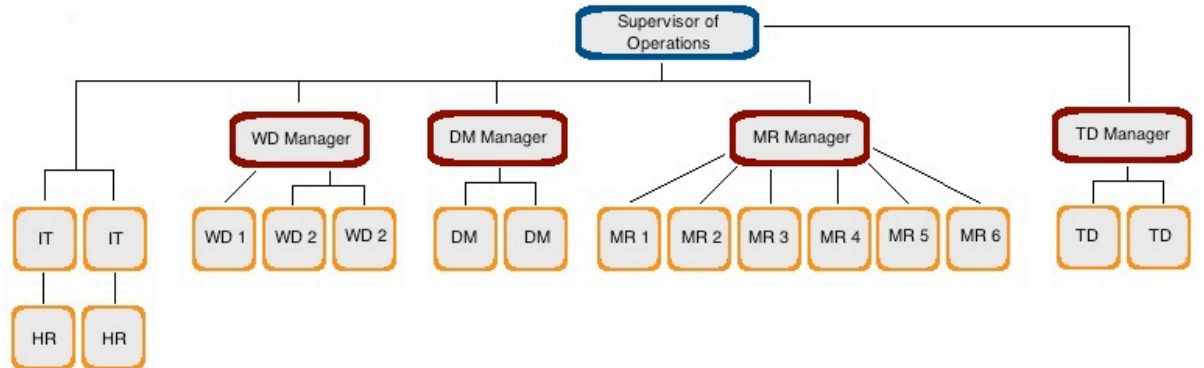 Supervisor of
Operations
WD Manager
DM Manager
MR Manager
TD Manager
IT
IT
WD 1
WD 2
WD 2
DM
DM
MR 1
MR 2
MR 3
MR 4
MR 5
MR 6
TD
TD
HR
HR